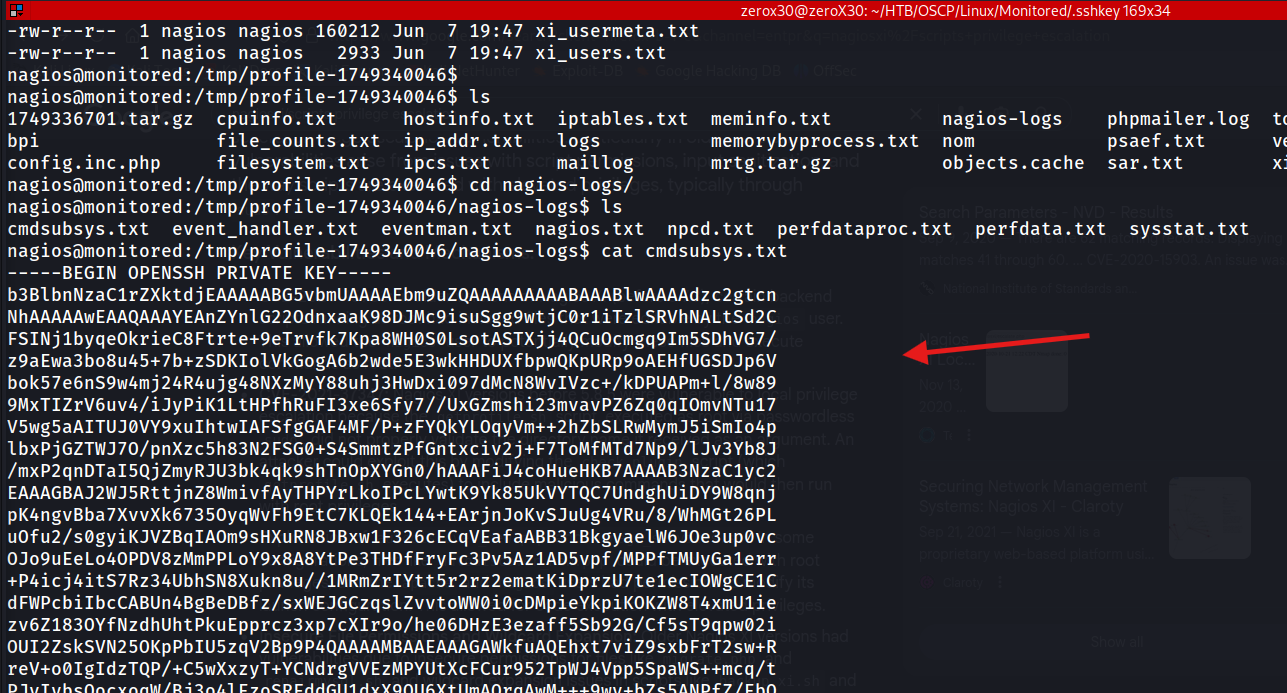 zerox30@zeroX30: ~/HTB/OSCP/Linux/Monitored/.sshkey 169x34
-rw-r--r--  1 nagios nagios 160212 Jun  7 19:47 xi_usermeta.txt
-rw-r--r--  1 nagios nagios   2933 Jun  7 19:47 xi_users.txt
nagios@monitored:/tmp/profile-1749340046$
nagios@monitored:/tmp/profile-1749340046$ ls
1749336701.tar.gz  cpuinfo.txt      hostinfo.txt  iptables.txt  meminfo.txt          nagios-logs    phpmailer.log  to
bpi                file_counts.txt  ip_addr.txt   logs          memorybyprocess.txt  nom            psaef.txt      ve
config.inc.php     filesystem.txt   ipcs.txt      maillog       mrtg.tar.gz          objects.cache  sar.txt        xi
nagios@monitored:/tmp/profile-1749340046$ cd nagios-logs/
nagios@monitored:/tmp/profile-1749340046/nagios-logs$ ls
cmdsubsys.txt  event_handler.txt  eventman.txt  nagios.txt  npcd.txt  perfdataproc.txt  perfdata.txt  sysstat.txt
nagios@monitored:/tmp/profile-1749340046/nagios-logs$ cat cmdsubsys.txt
-----BEGIN OPENSSH PRIVATE KEY-----
b3BlbnNzaC1rZXktdjEAAAAABG5vbmUAAAAEbm9uZQAAAAAAAAABAAABlwAAAAdzc2gtcn
NhAAAAAwEAAQAAAYEAnZYnlG22OdnxaaK98DJMc9isuSgg9wtjC0r1iTzlSRVhNALtSd2C
FSINj1byqeOkrieC8Ftrte+9eTrvfk7Kpa8WH0S0LsotASTXjj4QCuOcmgq9Im5SDhVG7/
z9aEwa3bo8u45+7b+zSDKIolVkGogA6b2wde5E3wkHHDUXfbpwQKpURp9oAEHfUGSDJp6V
bok57e6nS9w4mj24R4ujg48NXzMyY88uhj3HwDxi097dMcN8WvIVzc+/kDPUAPm+l/8w89
9MxTIZrV6uv4/iJyPiK1LtHPfhRuFI3xe6Sfy7//UxGZmshi23mvavPZ6Zq0qIOmvNTu17
V5wg5aAITUJ0VY9xuIhtwIAFSfgGAF4MF/P+zFYQkYLOqyVm++2hZbSLRwMymJ5iSmIo4p
lbxPjGZTWJ7O/pnXzc5h83N2FSG0+S4SmmtzPfGntxciv2j+F7ToMfMTd7Np9/lJv3Yb8J
/mxP2qnDTaI5QjZmyRJU3bk4qk9shTnOpXYGn0/hAAAFiJ4coHueHKB7AAAAB3NzaC1yc2
EAAAGBAJ2WJ5RttjnZ8WmivfAyTHPYrLkoIPcLYwtK9Yk85UkVYTQC7UndghUiDY9W8qnj
pK4ngvBba7XvvXk6735OyqWvFh9EtC7KLQEk144+EArjnJoKvSJuUg4VRu/8/WhMGt26PL
uOfu2/s0gyiKJVZBqIAOm9sHXuRN8JBxw1F326cECqVEafaABB31BkgyaelW6JOe3up0vc
OJo9uEeLo4OPDV8zMmPPLoY9x8A8YtPe3THDfFryFc3Pv5Az1AD5vpf/MPPfTMUyGa1err
+P4icj4itS7Rz34UbhSN8Xukn8u//1MRmZrIYtt5r2rz2ematKiDprzU7te1ecIOWgCE1C
dFWPcbiIbcCABUn4BgBeDBfz/sxWEJGCzqslZvvtoWW0i0cDMpieYkpiKOKZW8T4xmU1ie
zv6Z183OYfNzdhUhtPkuEpprcz3xp7cXIr9o/he06DHzE3ezaff5Sb92G/Cf5sT9qpw02i
OUI2ZskSVN25OKpPbIU5zqV2Bp9P4QAAAAMBAAEAAAGAWkfuAQEhxt7viZ9sxbFrT2sw+R
reV+o0IgIdzTQP/+C5wXxzyT+YCNdrgVVEzMPYUtXcFCur952TpWJ4Vpp5SpaWS++mcq/t